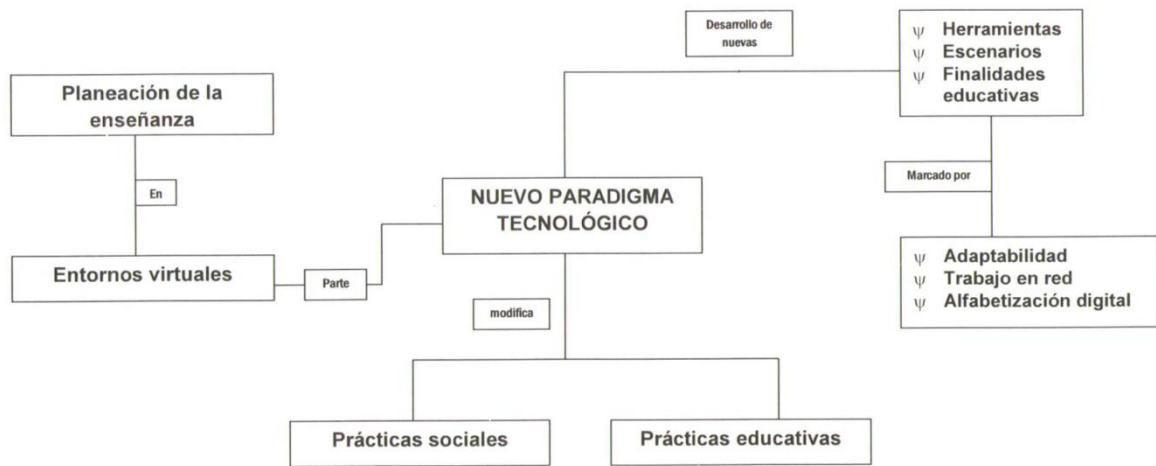 Desarrollo de
nuevas
ψ Herramientas
ψ Escenarios
ψ Finalidades
educativas
Planeación de la
enseñanza
En
Marcado por
NUEVO PARADIGMA
TECNOLÓGICO
Entornos virtuales
Parte
ψ Adaptabilidad
ψ Trabajo en red
ψ Alfabetización digital
modifica
Prácticas sociales
Prácticas educativas